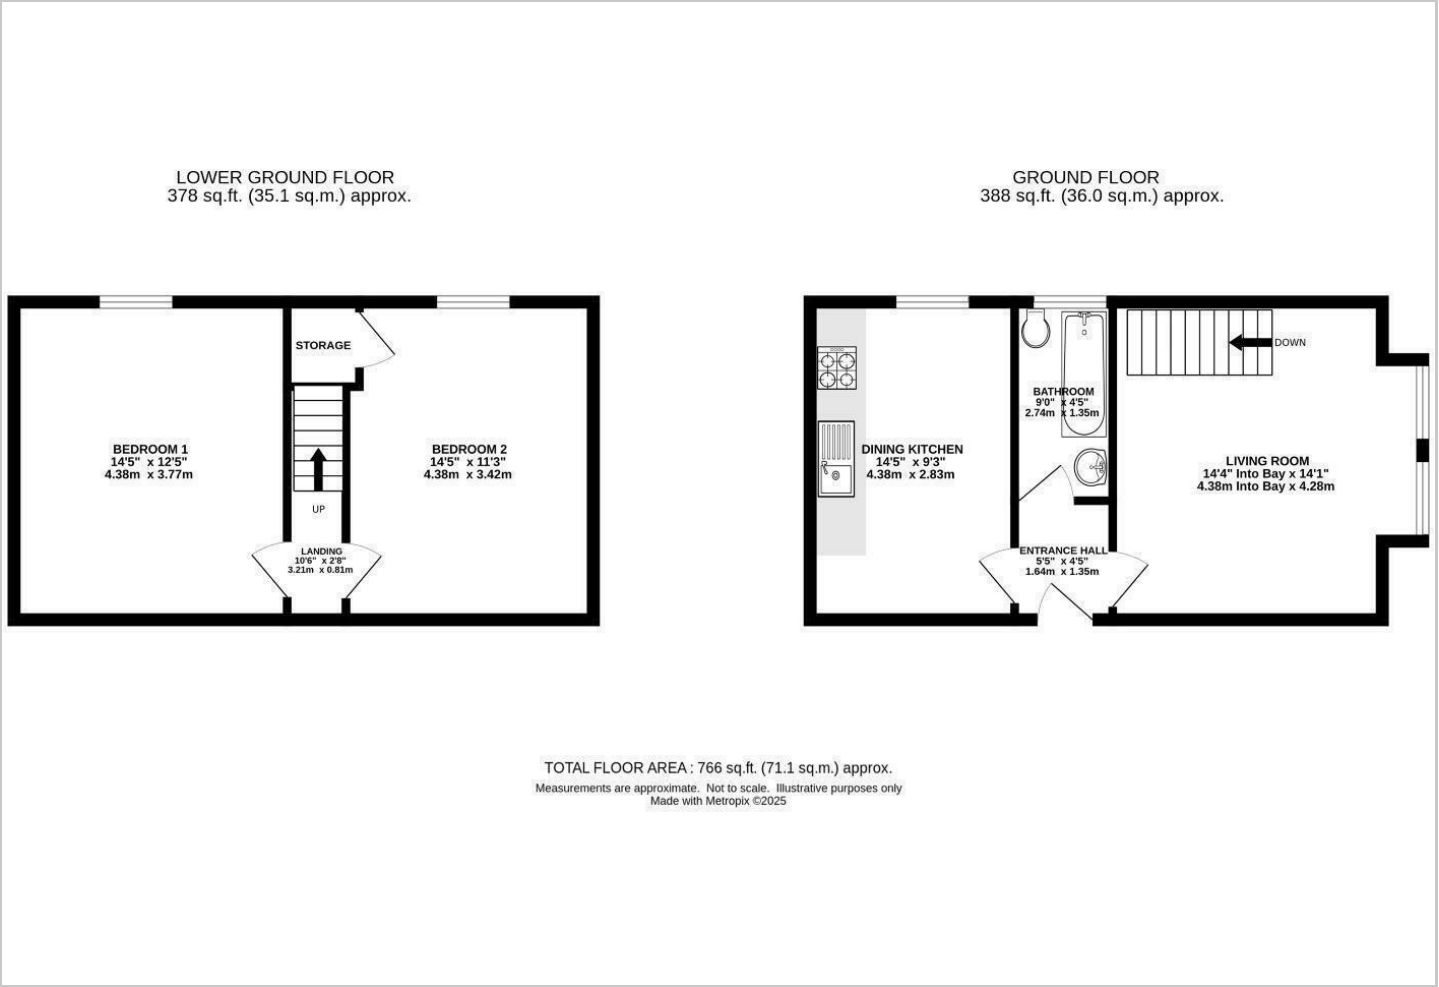 LOWER GROUND FLOOR
378 sq.ft. (35.1 sq.m.) approx.
GROUND FLOOR
388 sq.ft. (36.0 sq.m.) approx.
STORAGE
BEDROOM 1
14'5" x 12'5"
4.38m x 3.77m
BEDROOM 2
14'5" x 11'3"
4.38m x 3.42m
UP
LANDING
10'6" x 2'8"
3.21m x 0.81m
DOWN
BATHROOM
9'0" x 4'5"
2.74m x 1.35m
DINING KITCHEN
14'5" x 9'3"
4.38m x 2.83m
LIVING ROOM
14'4" Into Bay x 14'1"
4.38m Into Bay x 4.28m
ENTRANCE HALL
5'5" x 4'5"
1.64m x 1.35m
TOTAL FLOOR AREA : 766 sq.ft. (71.1 sq.m.) approx.
Measurements are approximate. Not to scale. Illustrative purposes only
Made with Metropix ©2025